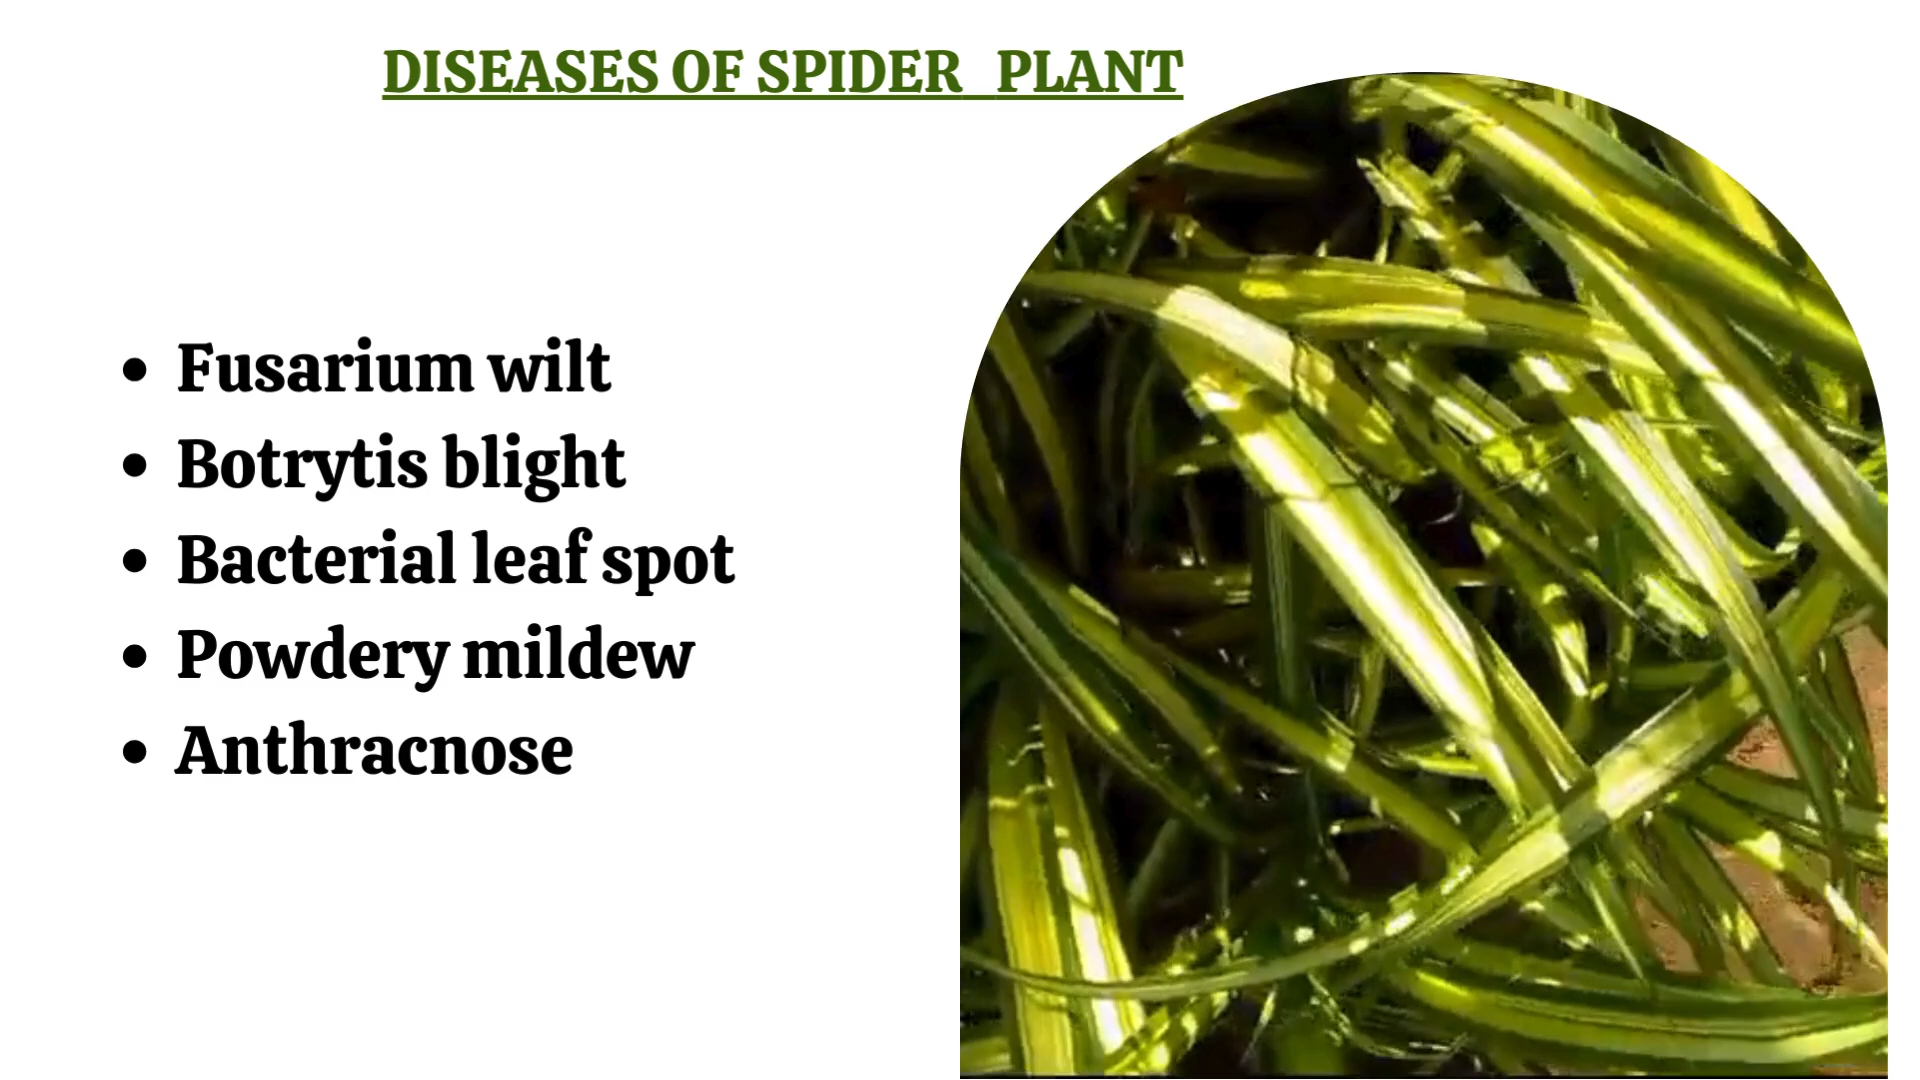 DISEASES OF SPIDER PLANT
• Fusarium wilt
• Botrytis blight
• Bacterial leaf spot
• Powdery mildew
• Anthracnose